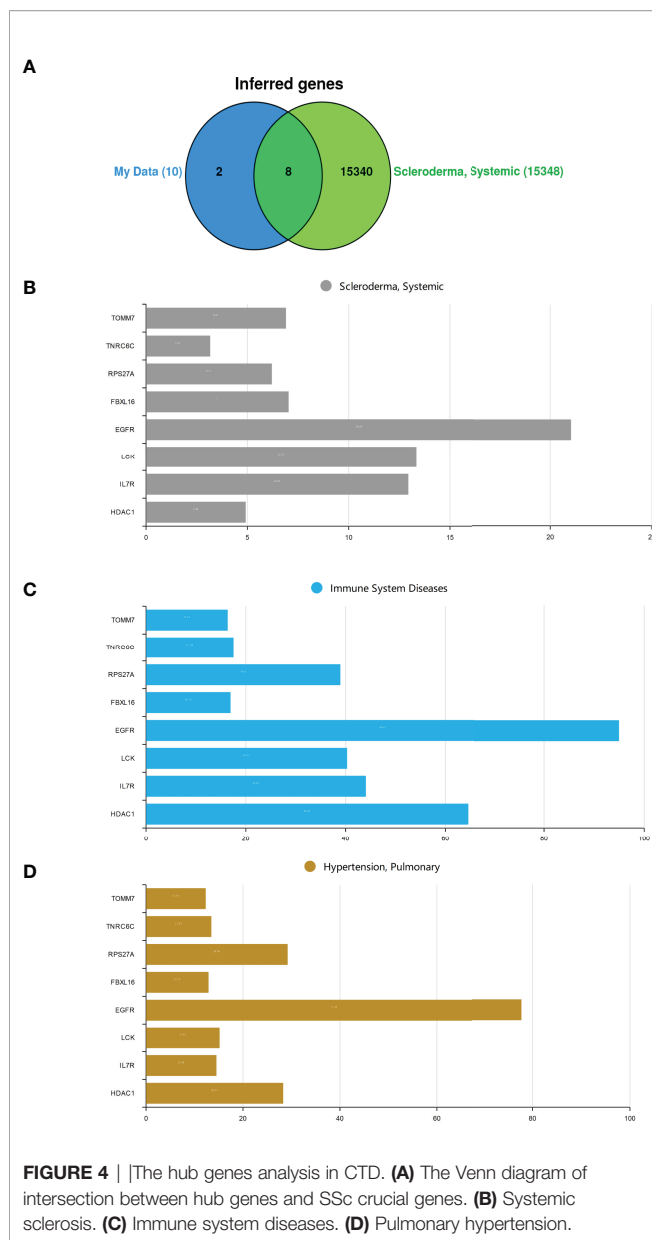 A
Inferred genes
My Data (10)
2
8
15340
Scleroderma, Systemic (15348)
B
Scleroderma, Systemic
TOMM7
TNRC6C
RPS27A
FBXL16
EGFR
LCK
IL7R
HDAC1
0 5 10 15 20
C
Immune System Diseases
TOMM7
RPS27A
FBXL16
EGFR
LCK
IL7R
HDAC1
0 20 40 60 80 100
D
Hypertension, Pulmonary
TOMM7
TNRC6C
RPS27A
FBXL16
EGFR
LCK
IL7R
HDAC1
0 20 40 60 80 100
FIGURE 4 | |The hub genes analysis in CTD. (A) The Venn diagram of
intersection between hub genes and SSc crucial genes. (B) Systemic
sclerosis. (C) Immune system diseases. (D) Pulmonary hypertension.